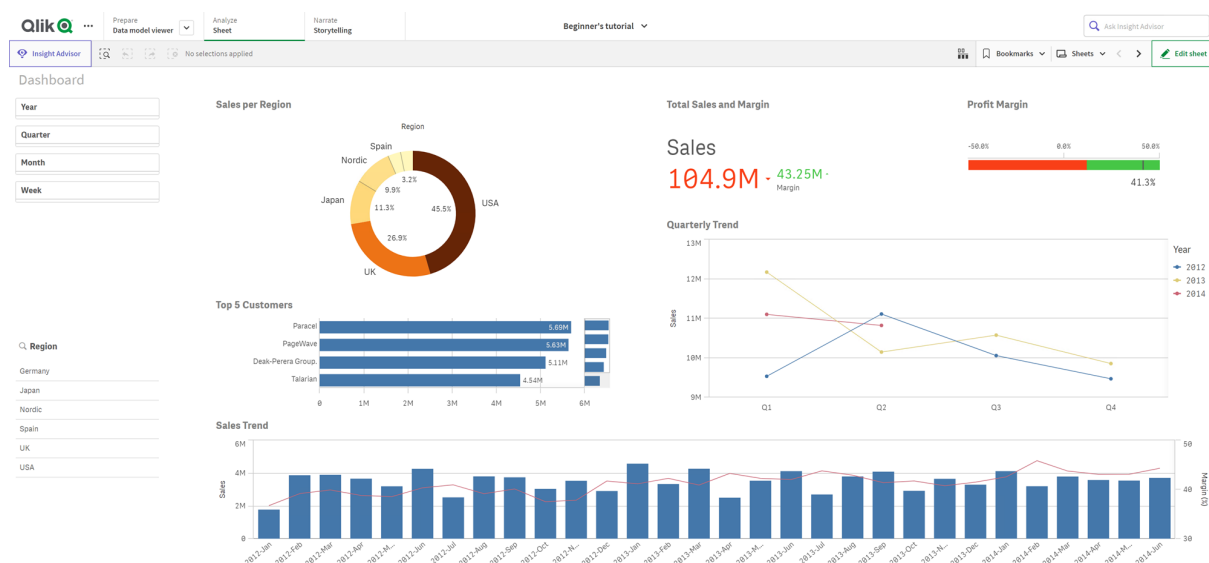 Qlik Q ··· Prepare Analyze Narrate
Data model viewer Sheet Storytelling Beginner's tutorial Ask Insight Advisor
Insight Advisor No selections applied Bookmarks Sheets Edit sheet
Dashboard
Year
Quarter
Month
Week
Region
Germany
Japan
Nordic
Spain
UK
USA
Sales per Region
Region
Spain
Nordic
3.2%
9.9%
Japan
11.3%
45.5%
USA
26.9%
UK
Total Sales and Margin
Sales
104.9M - 43.25M -
Margin
Profit Margin
-50.0% 0.0% 50.0%
41.3%
Top 5 Customers
Paracel 5.69M
PageWave 5.63M
Deak-Perera Group. 5.11M
Talarian 4.54M
0 1M 2M 3M 4M 5M 6M
Quarterly Trend
13M
12M
11M
10M
9M
Sales
Q1 Q2 Q3 Q4
Year
2012
2013
2014
Sales Trend
6M
4M
2M
0
Sales
50
40
30
Margin (%)
2012-Jan 2012-Feb 2012-Mar 2012-Apr 2012-M... 2012-Jun 2012-Jul 2012-Aug 2012-Sep 2012-Oct 2012-N... 2012-Dec 2013-Jan 2013-Feb 2013-Mar 2013-Apr 2013-M... 2013-Jun 2013-Jul 2013-Aug 2013-Sep 2013-Oct 2013-N... 2013-Dec 2014-Jan 2014-Feb 2014-Mar 2014-Apr 2014-M... 2014-Jun